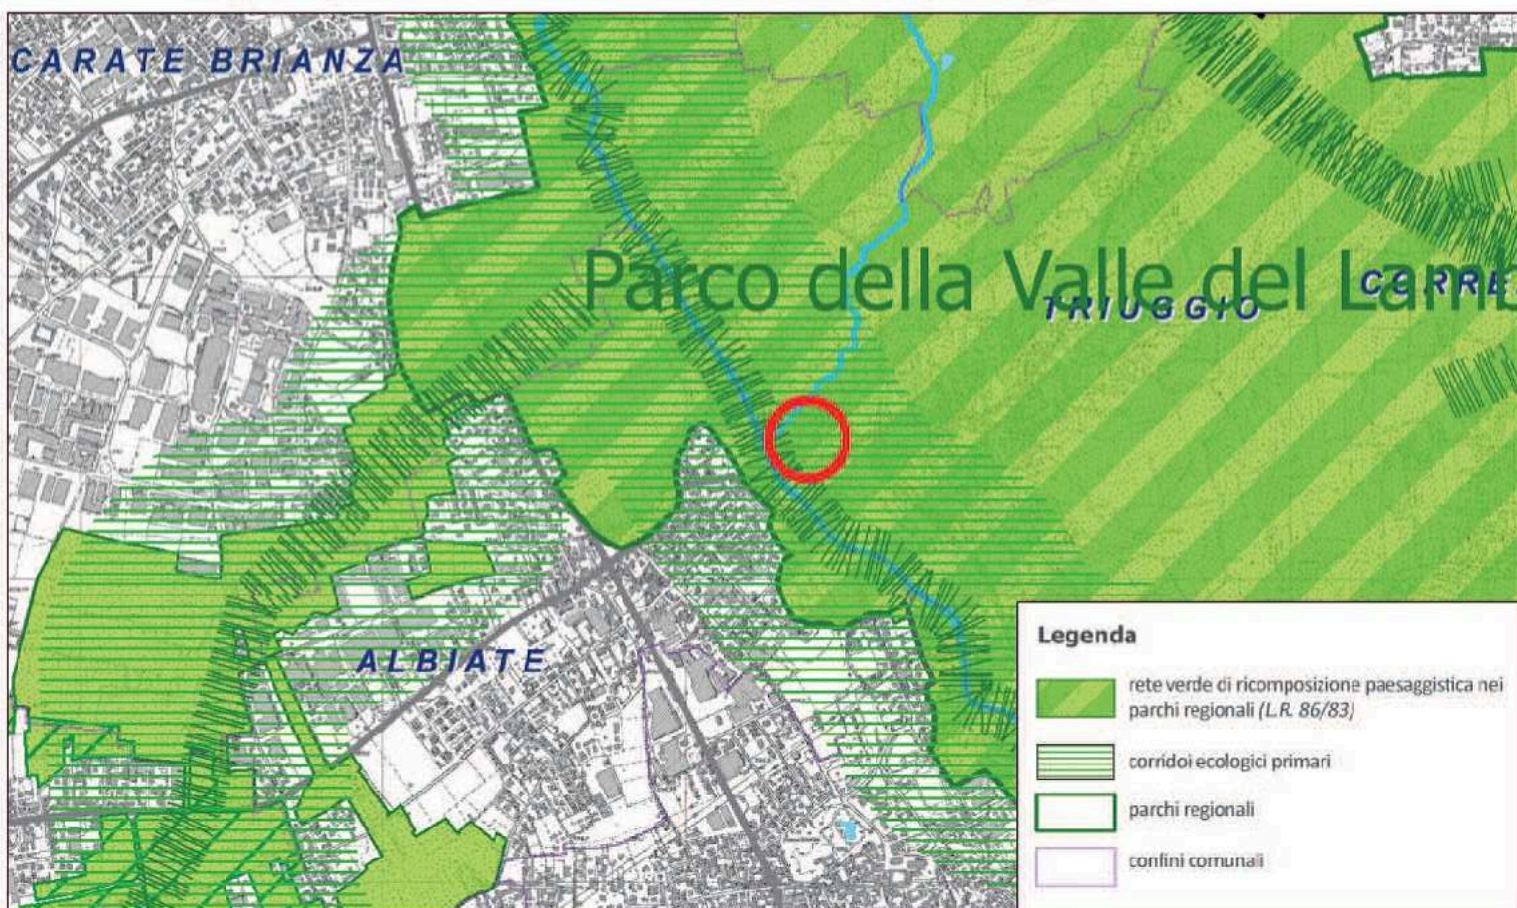 CARATE BRIANZA
Parco della Valle del Lamb
TRIUGGIO
CORRE
ALBIATE
Legenda
rete verde di ricomposizione paesaggistica nei
parchi regionali (L.R. 86/83)
corridoi ecologici primari
parchi regionali
confini comunali